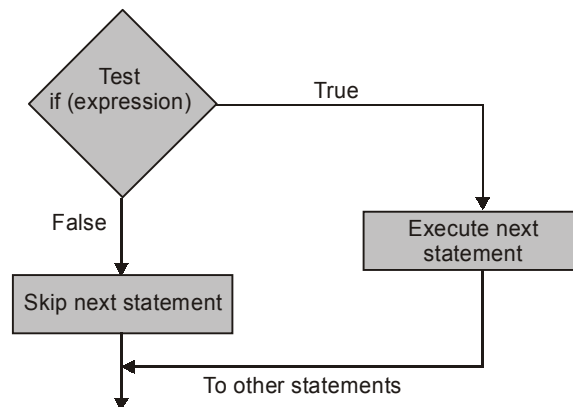 Test
if (expression)
True
False
Execute next
statement
Skip next statement
To other statements